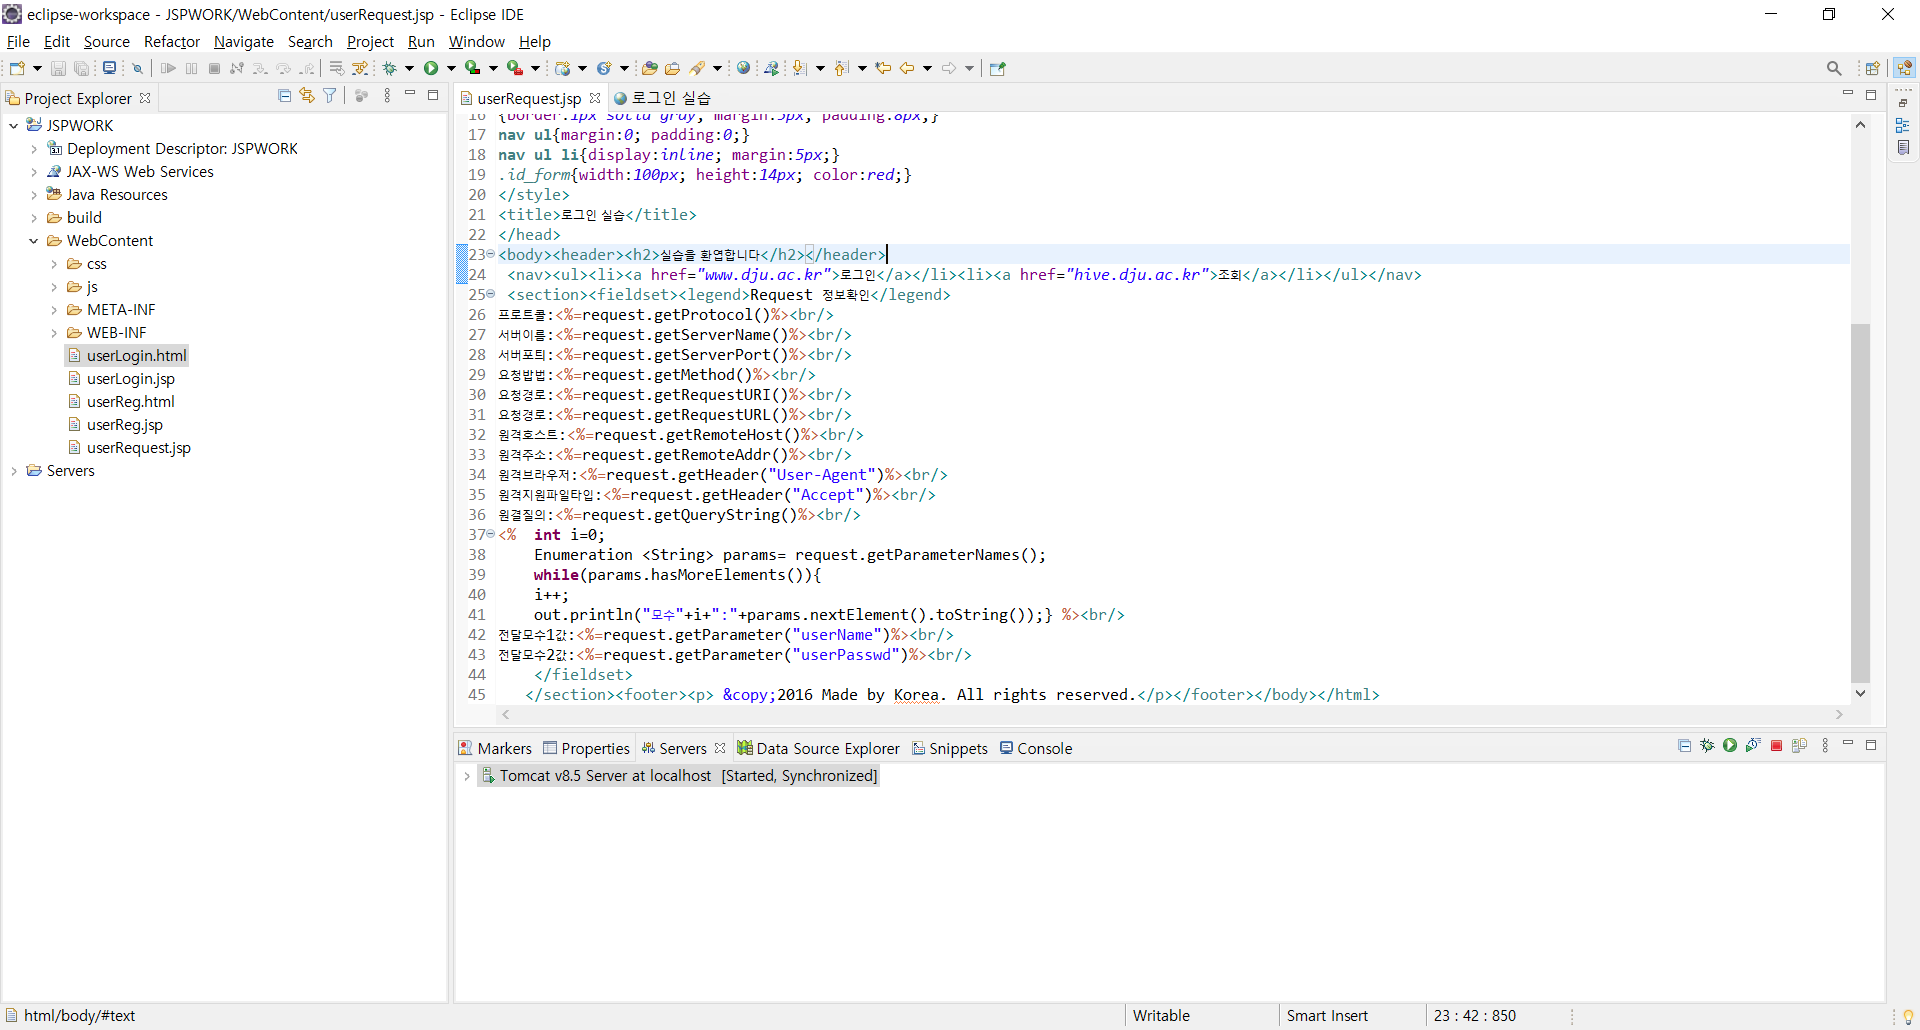 eclipse-workspace - JSPWORK/WebContent/userRequest.jsp - Eclipse IDE
File Edit Source Refactor Navigate Search Project Run Window Help
Project Explorer
JSPWORK
Deployment Descriptor: JSPWORK
JAX-WS Web Services
Java Resources
build
WebContent
css
js
META-INF
WEB-INF
userLogin.html
userLogin.jsp
userReg.html
userReg.jsp
userRequest.jsp
Servers
userRequest.jsp 로그인 실습
16 {border:1px solid gray; margin:5px; padding:8px;}
17 nav ul{margin:0; padding:0;}
18 nav ul li{display:inline; margin:5px;}
19 .id_form{width:100px; height:14px; color:red;}
20 </style>
21 <title>로그인 실습</title>
22 </head>
23 <body><header><h2>실습을 환엽합니다</h2></header>
24 <nav><ul><li><a href="www.dju.ac.kr">로그인</a></li><li><a href="hive.dju.ac.kr">조회</a></li></ul></nav>
25 <section><fieldset><legend>Request 정보확인</legend>
26 프로트콜:<%=request.getProtocol()%><br/>
27 서버이름:<%=request.getServerName()%><br/>
28 서버포틔:<%=request.getServerPort()%><br/>
29 요청밥법:<%=request.getMethod()%><br/>
30 요청경로:<%=request.getRequestURI()%><br/>
31 요청경로:<%=request.getRequestURL()%><br/>
32 원격호스트:<%=request.getRemoteHost()%><br/>
33 원격주소:<%=request.getRemoteAddr()%><br/>
34 원격브라우저:<%=request.getHeader("User-Agent")%><br/>
35 원격지원파일타입:<%=request.getHeader("Accept")%><br/>
36 원결질의:<%=request.getQueryString()%><br/>
37 <% int i=0;
38 Enumeration <String> params= request.getParameterNames();
39 while(params.hasMoreElements()){
40 i++;
41 out.println("모수"+i+":"+params.nextElement().toString());} %><br/>
42 전달모수1값:<%=request.getParameter("userName")%><br/>
43 전달모수2값:<%=request.getParameter("userPasswd")%><br/>
44 </fieldset>
45 </section><footer><p> &copy;2016 Made by Korea. All rights reserved.</p></footer></body></html>
Markers Properties Servers Data Source Explorer Snippets Console
Tomcat v8.5 Server at localhost [Started, Synchronized]
html/body/#text Writable Smart Insert 23 : 42 : 850